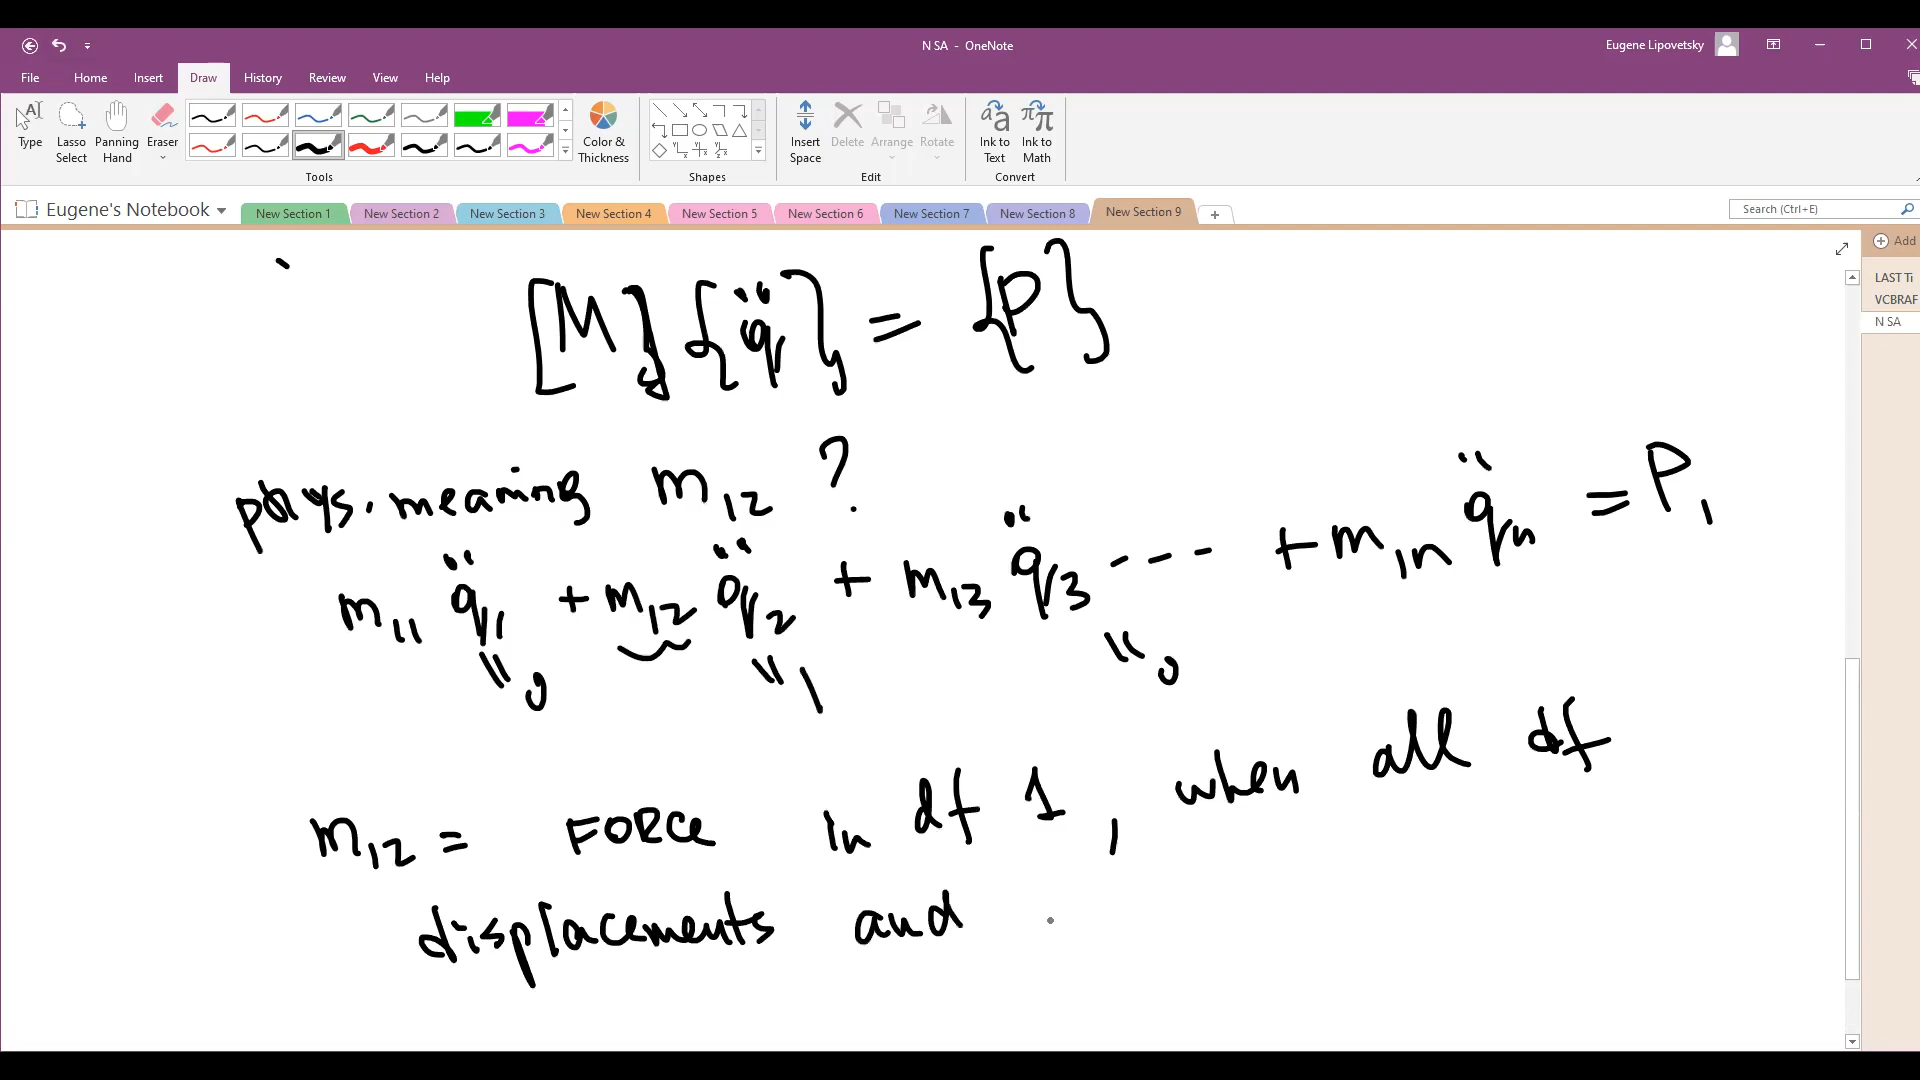 N SA - OneNote
Eugene Lipovetsky
File Home Insert Draw History Review View Help
Type
Lasso Select
Panning Hand
Eraser
Color & Thickness
Insert Space
Delete
Arrange
Rotate
Ink to Text
Ink to Math
Tools
Shapes
Edit
Convert
Eugene's Notebook
New Section 1
New Section 2
New Section 3
New Section 4
New Section 5
New Section 6
New Section 7
New Section 8
New Section 9
Search (Ctrl+E)
Add
LAST Ti
VCBRAF
N SA
[M]{q̈} = {P}
phys. meaning m₁₂ ?
m₁₁ q̈₁ + m₁₂ q̈₂ + m₁₃ q̈₃ ---- + m₁ₙ q̈ₙ = P₁
" 0 " 1 " 0
m₁₂ = FORCE in df 1, when all df
displacements and